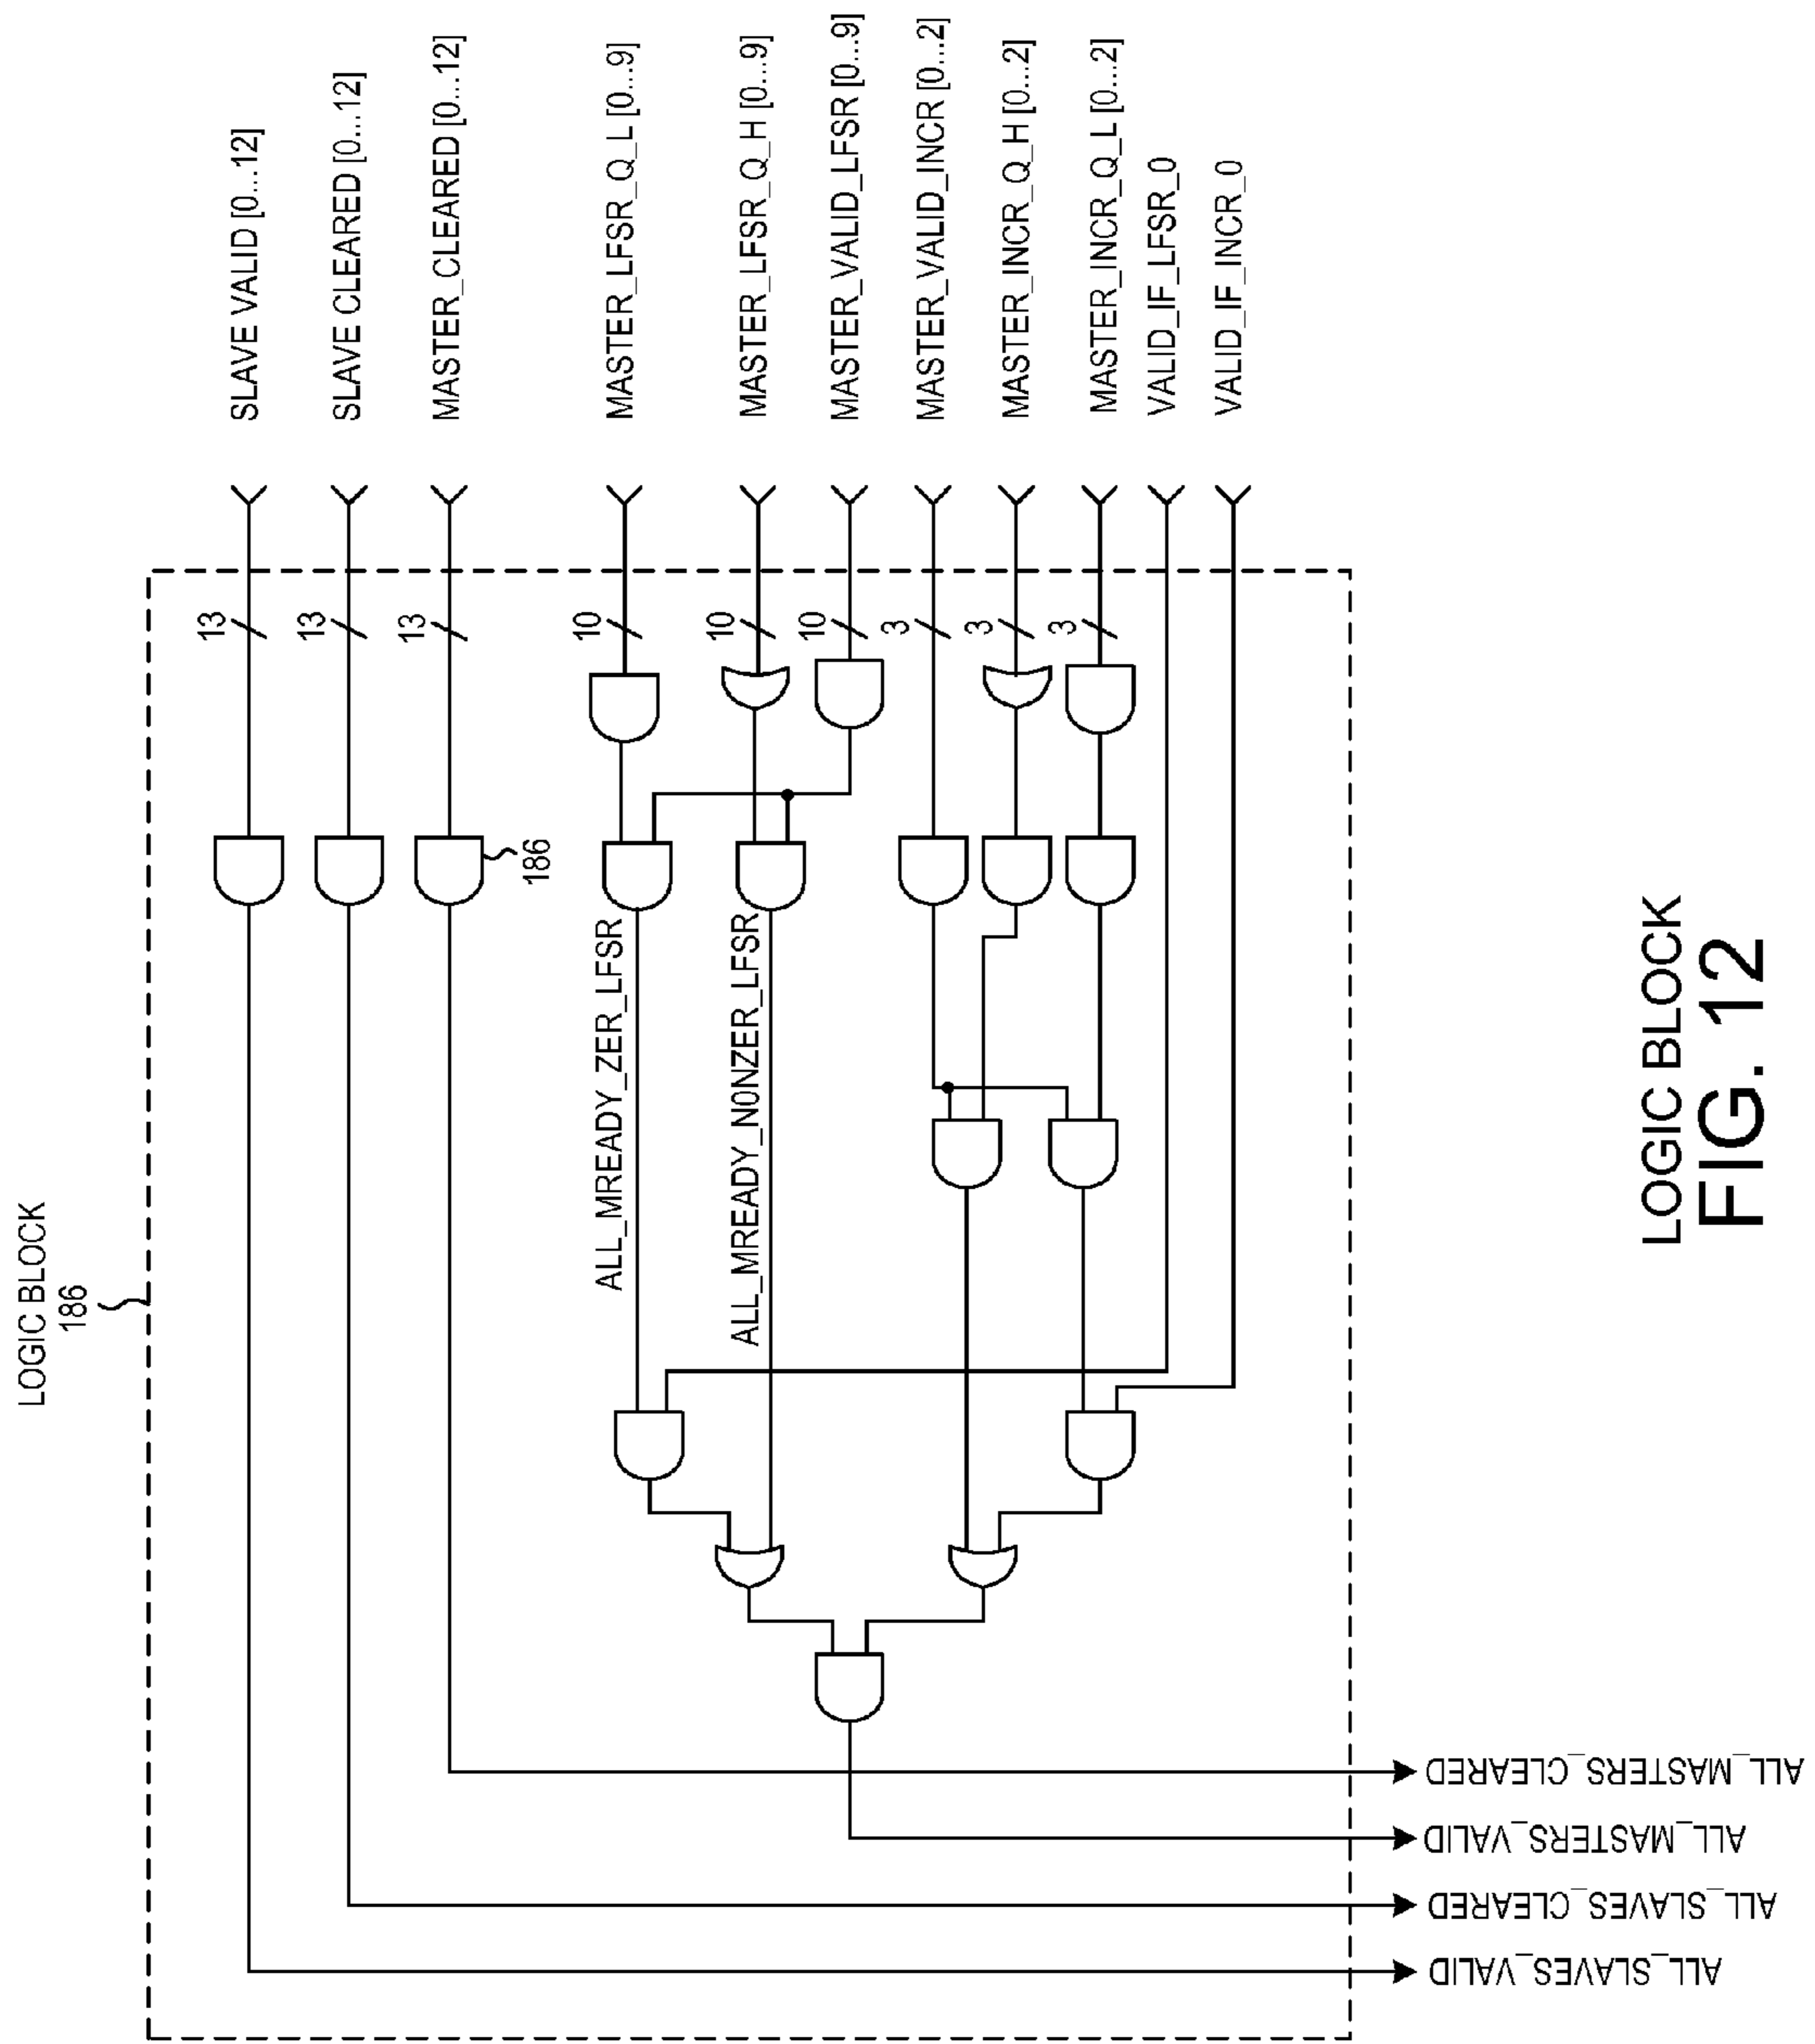 LOGIC BLOCK
186
SLAVE VALID [0...12]
SLAVE CLEARED [0...12]
MASTER_CLEARED [0...12]
MASTER_LFSR_Q_L [0...9]
MASTER_LFSR_Q_H [0...9]
MASTER_VALID_LFSR [0...9]
MASTER_VALID_INCR [0...2]
MASTER_INCR_Q_H [0...2]
MASTER_INCR_Q_L [0...2]
VALID_IF_LFSR_0
VALID_IF_INCR_0
13
13
13
10
10
10
3
3
3
186
ALL_MREADY_ZER_LFSR
ALL_MREADY_N0NZER_LFSR
ALL_MASTERS_CLEARED
ALL_MASTERS_VALID
ALL_SLAVES_CLEARED
ALL_SLAVES_VALID
LOGIC BLOCK
FIG. 12